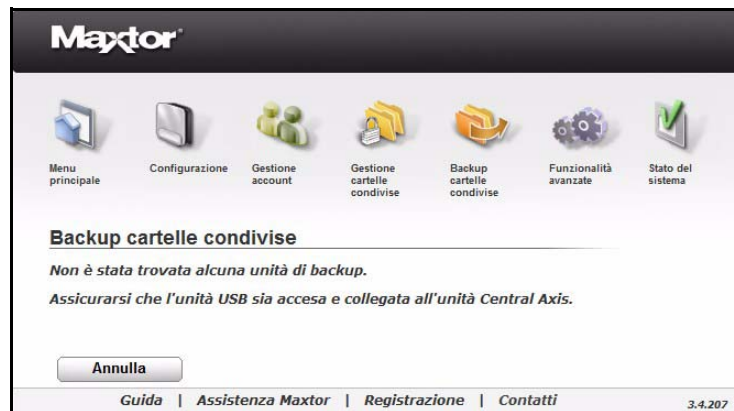 Maxtor
Menu principale
Configurazione
Gestione account
Gestione cartelle condivise
Backup cartelle condivise
Funzionalità avanzate
Stato del sistema
Backup cartelle condivise
Non è stata trovata alcuna unità di backup.
Assicurarsi che l'unità USB sia accesa e collegata all'unità Central Axis.
Annulla
Guida | Assistenza Maxtor | Registrazione | Contatti
3.4.207